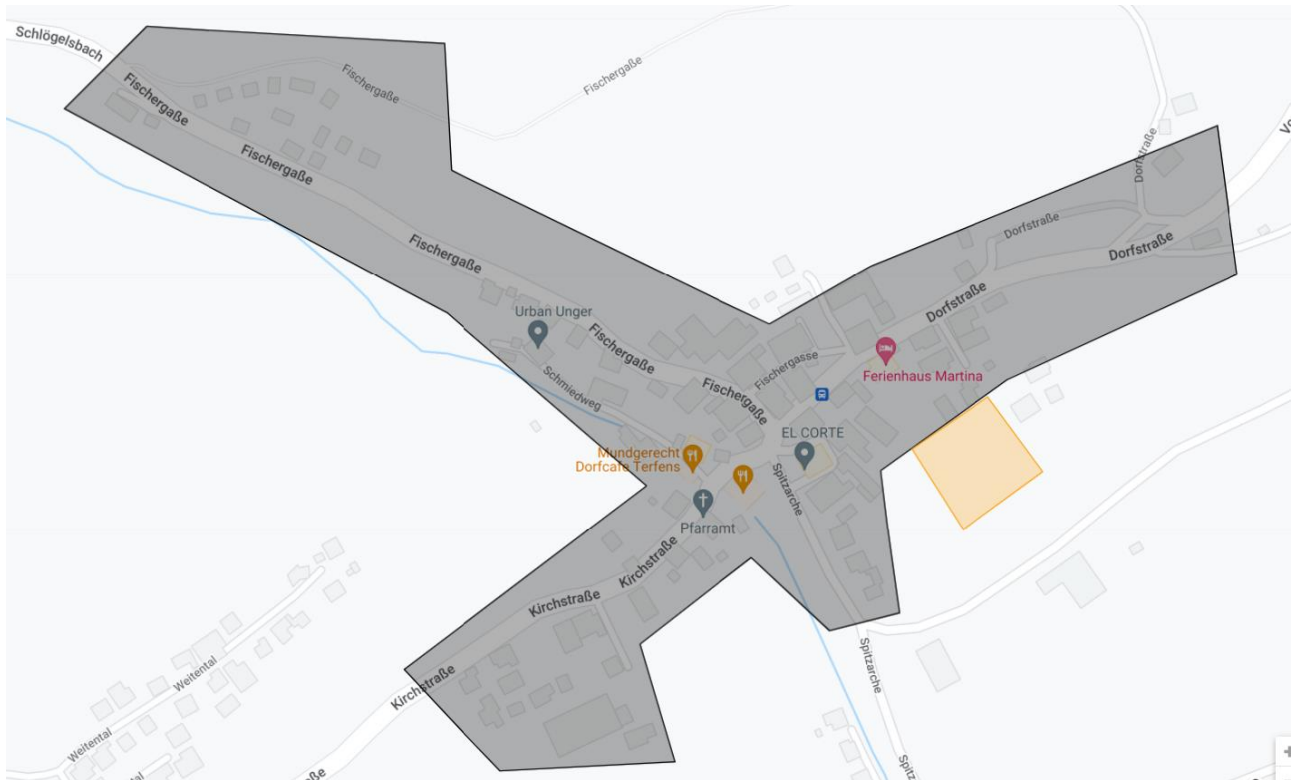 Schlögelsbach
Fischergaße
Fischergaße
Fischergaße
Fischergaße
Fischergaße
Dorfstraße
Dorfstraße
Dorfstraße
Fischergaße
Urban Unger
Dorfstraße
Fischergaße
Fischergasse
Ferienhaus Martina
Schmiedweg
Fischergaße
EL CORTE
Mundgerecht
Dorfcafe Terfens
Spitzarche
Pfarramt
Kirchstraße
Kirchstraße
Weitental
Kirchstraße
Spitzarche
Weitental